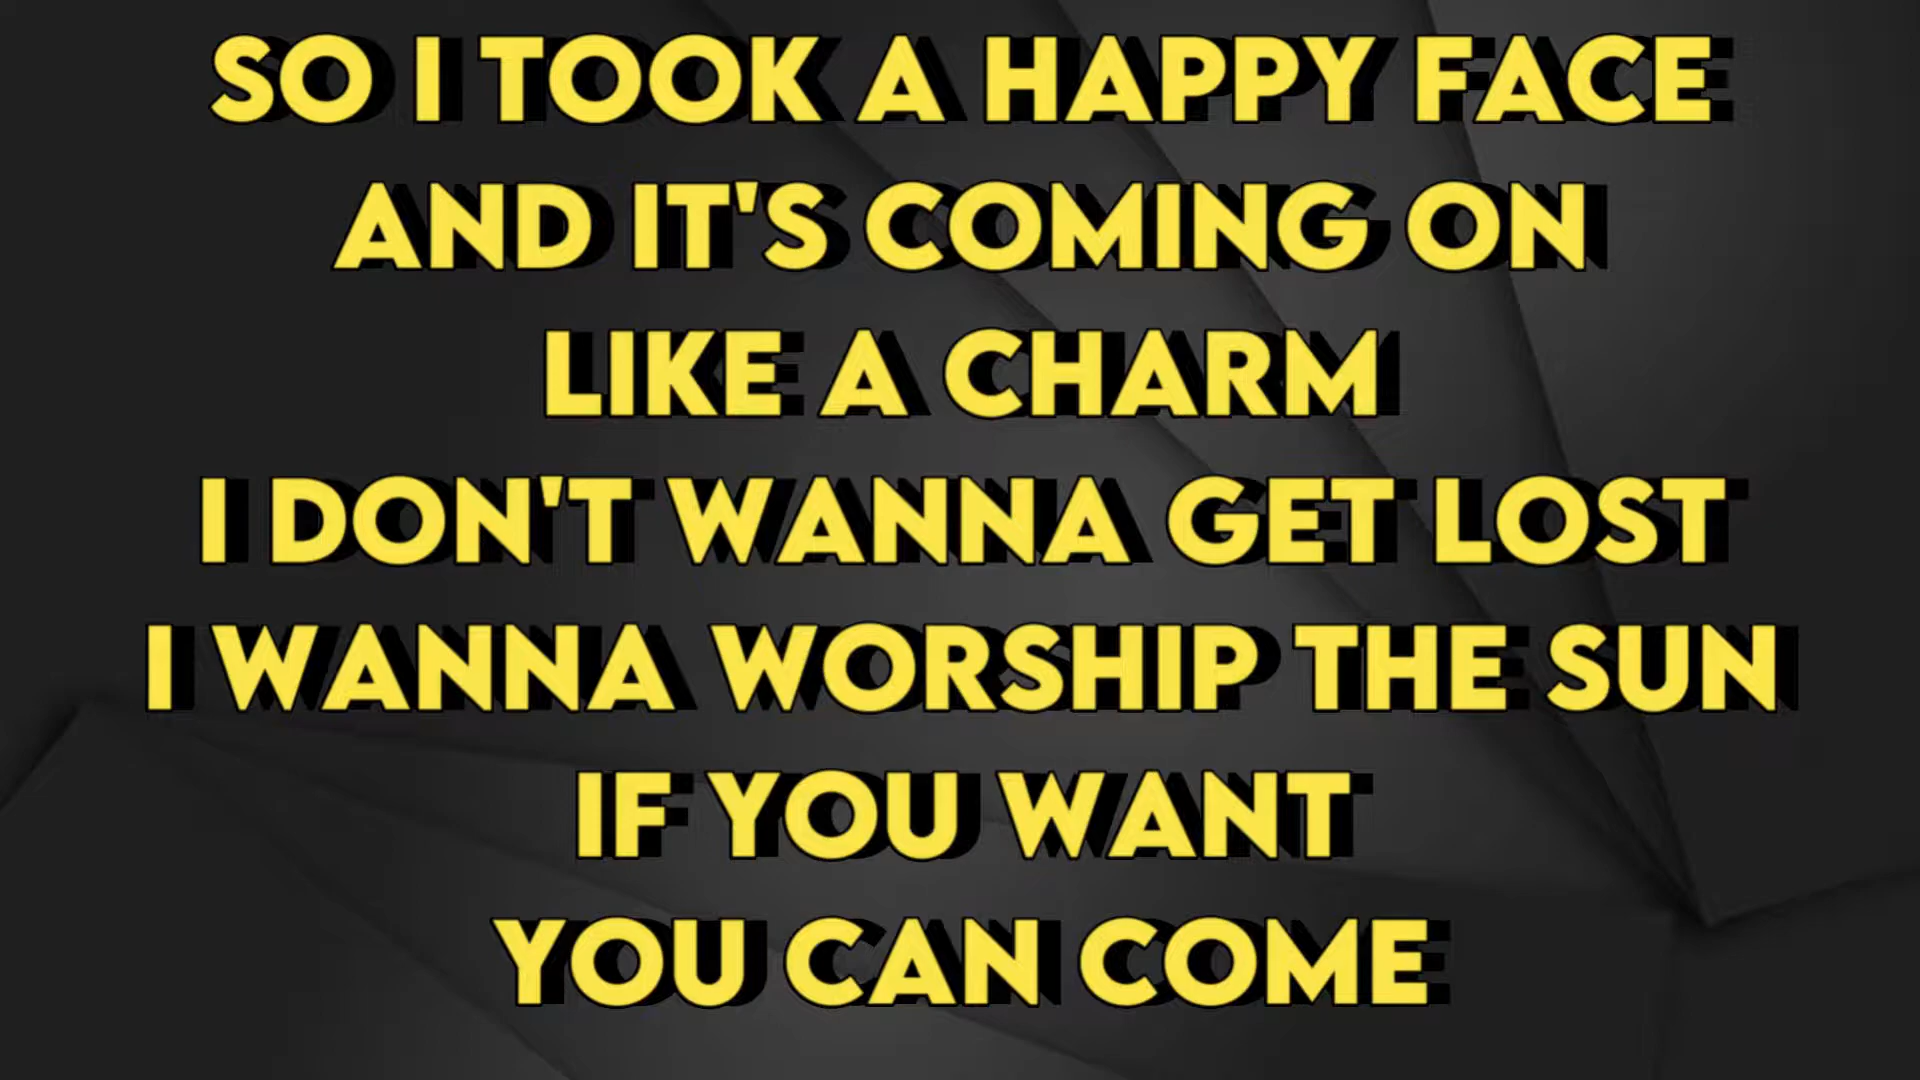 SO I TOOK A HAPPY FACE
AND IT'S COMING ON
LIKE A CHARM
I DON'T WANNA GET LOST
I WANNA WORSHIP THE SUN
IF YOU WANT
YOU CAN COME